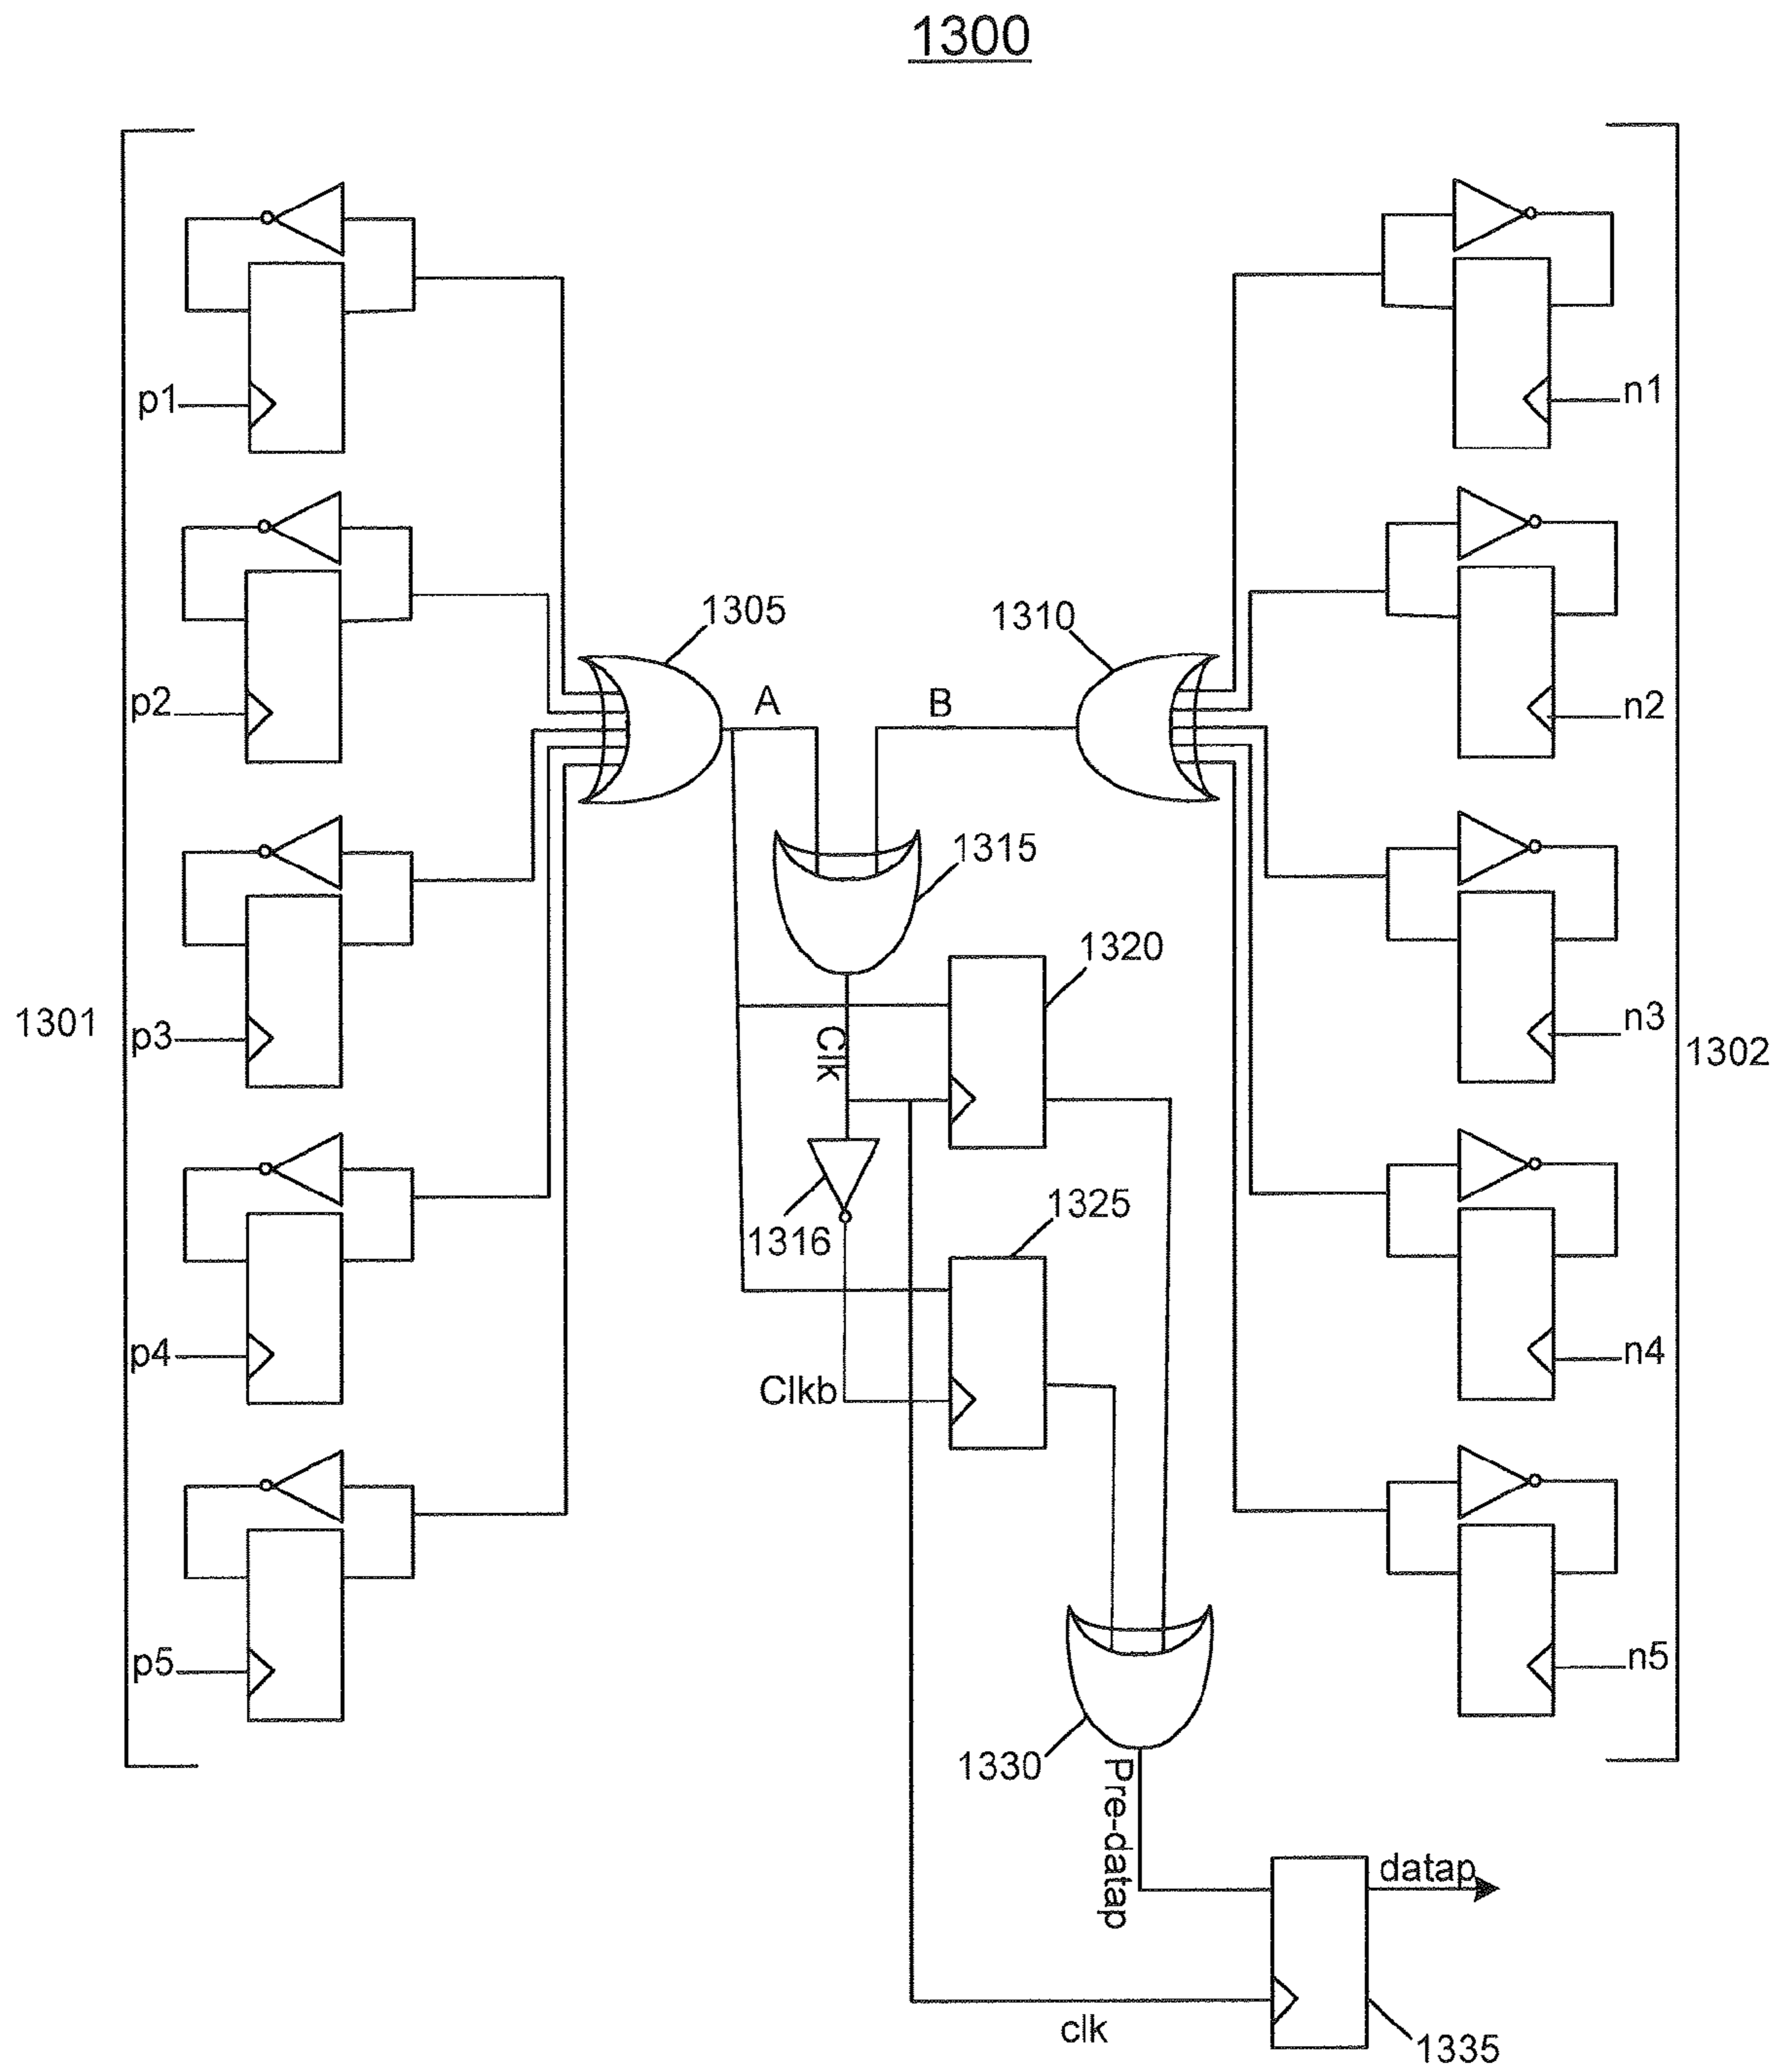 1300
p1
n1
p2
1305
A
B
1310
n2
1315
1301
p3
Clk
1320
n3
1302
1316
1325
p4
Clkb
n4
p5
1330
Pre-datap
n5
datap
clk
1335